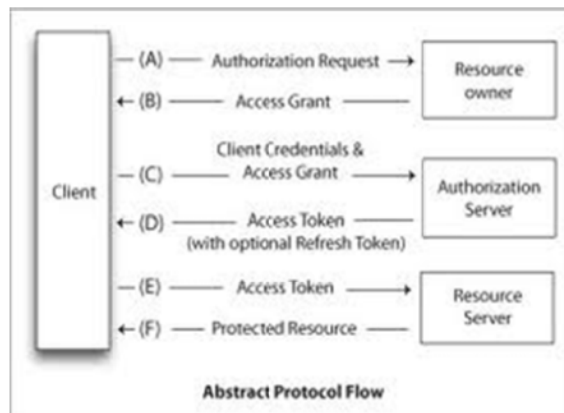 Client
(A) Authorization Request
Resource
owner
(B) Access Grant
Client Credentials &
(C) Access Grant
Authorization
Server
(D) Access Token
(with optional Refresh Token)
(E) Access Token
Resource
Server
(F) Protected Resource
Abstract Protocol Flow